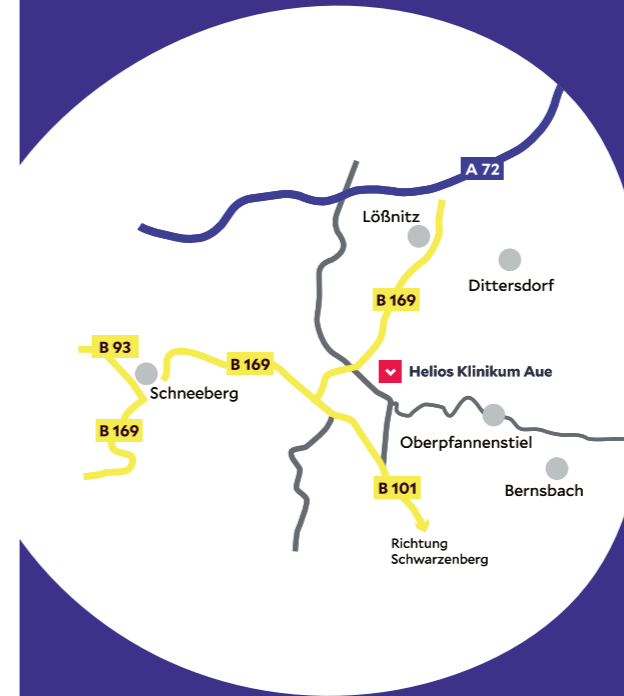 A 72
Lößnitz
Dittersdorf
B 169
B 93
B 169
Helios Klinikum Aue
Schneeberg
B 169
Oberpfannenstiel
B 101
Bernsbach
Richtung
Schwarzenberg